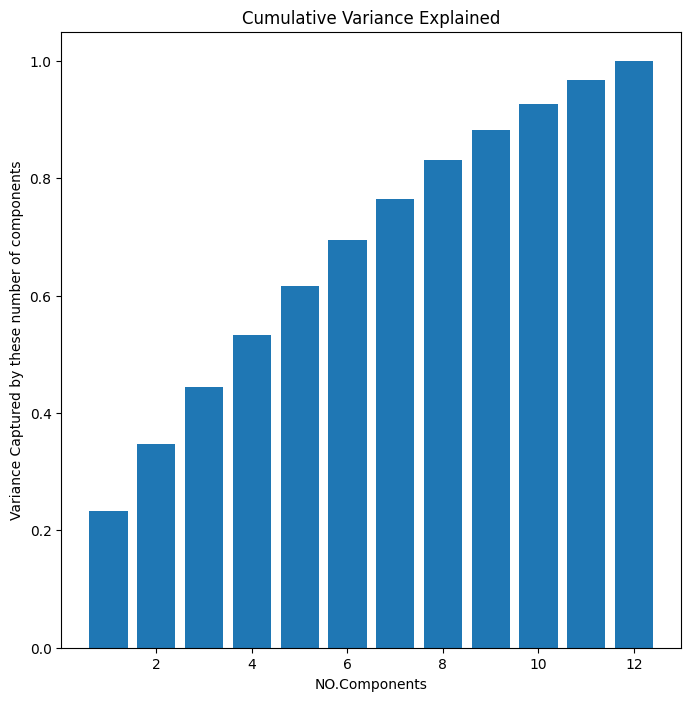 Cumulative Variance Explained
Variance Captured by these number of components
1.0
0.8
0.6
0.4
0.2
0.0
2 4 6 8 10 12
NO.Components